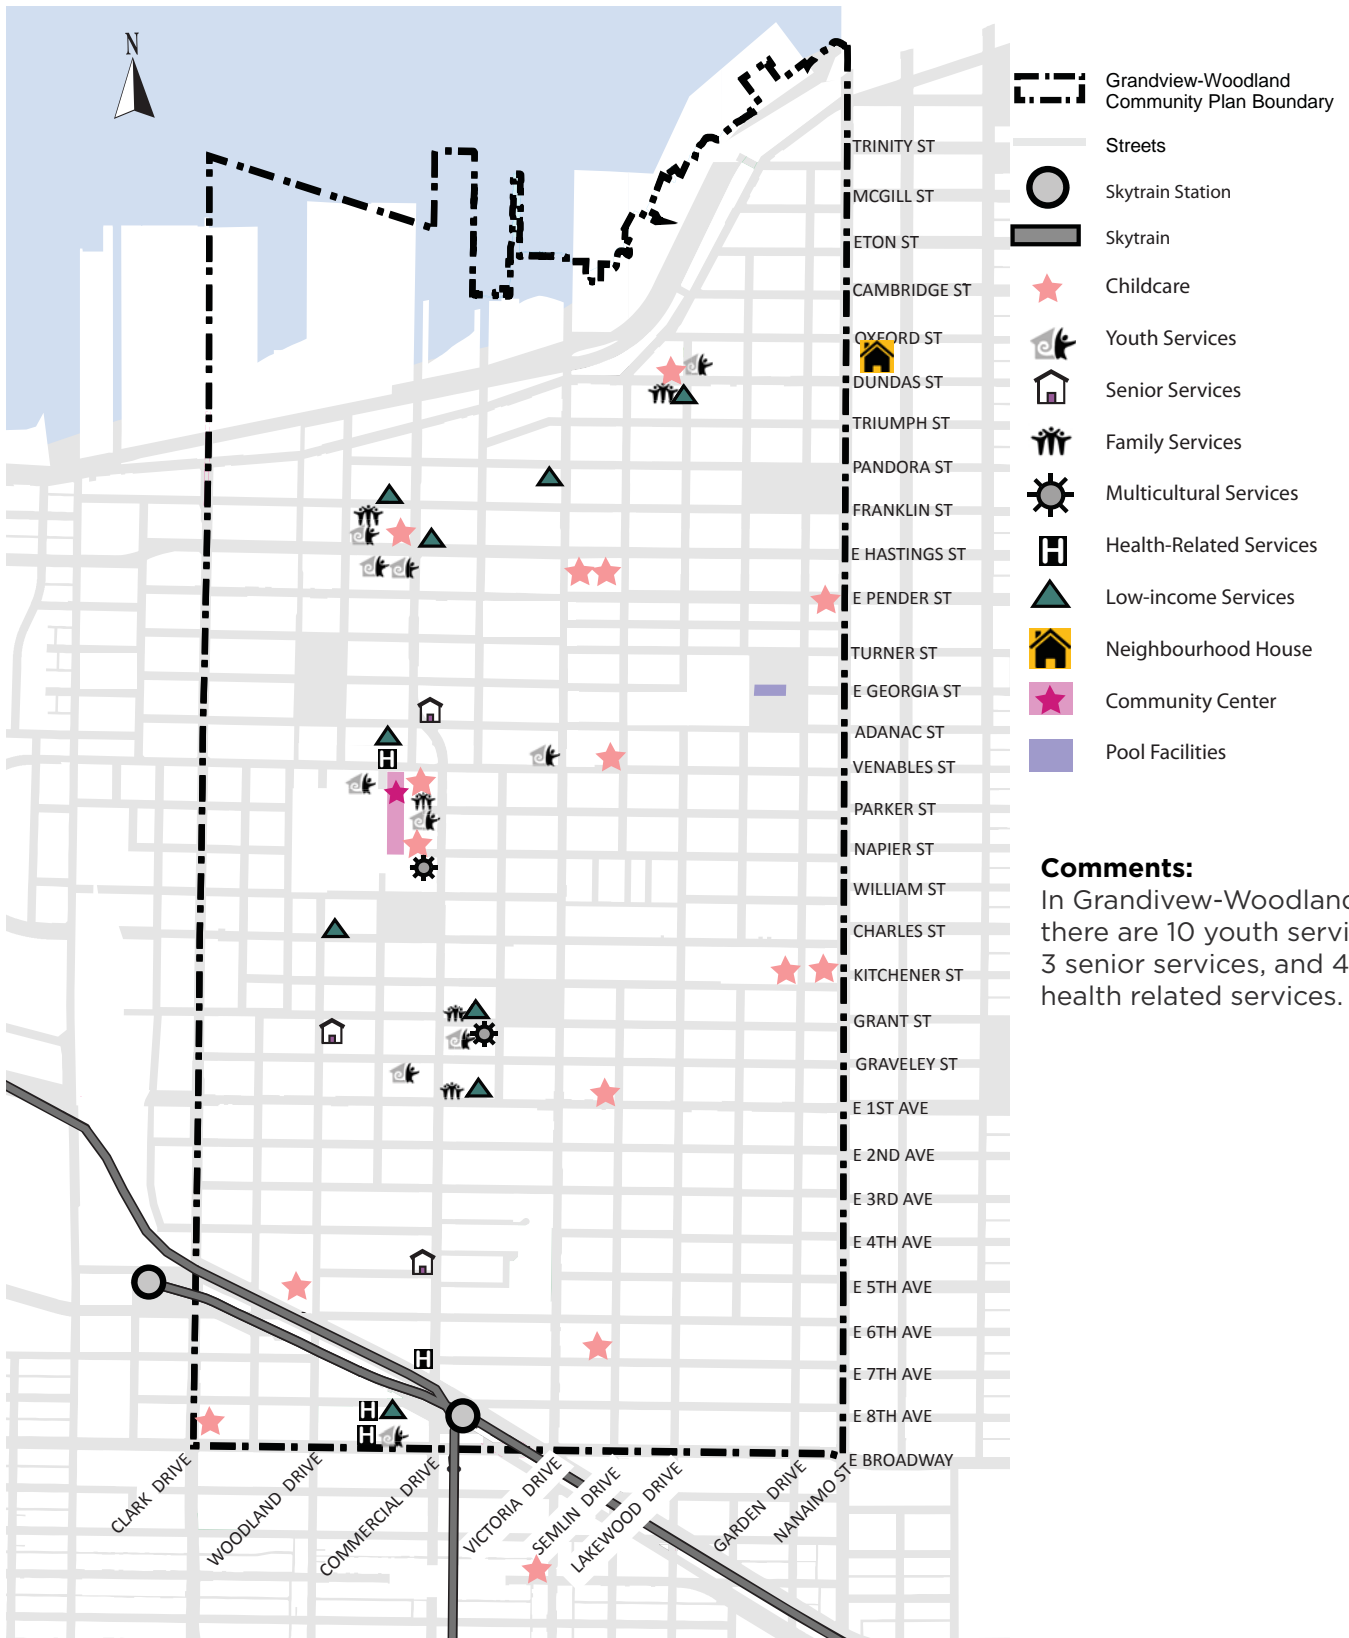 N
Grandview-Woodland
Community Plan Boundary
Streets
Skytrain Station
Skytrain
Childcare
Youth Services
Senior Services
Family Services
Multicultural Services
H
Health-Related Services
Low-income Services
Neighbourhood House
Community Center
Pool Facilities
Comments:
In Grandivew-Woodland
there are 10 youth servi
3 senior services, and 4
health related services.
TRINITY ST
MCGILL ST
ETON ST
CAMBRIDGE ST
OXFORD ST
DUNDAS ST
TRIUMPH ST
PANDORA ST
FRANKLIN ST
E HASTINGS ST
E PENDER ST
TURNER ST
E GEORGIA ST
ADANAC ST
H
VENABLES ST
PARKER ST
NAPIER ST
WILLIAM ST
CHARLES ST
KITCHENER ST
GRANT ST
GRAVELEY ST
E 1ST AVE
E 2ND AVE
E 3RD AVE
E 4TH AVE
E 5TH AVE
E 6TH AVE
H
E 7TH AVE
H
E 8TH AVE
H
E BROADWAY
CLARK DRIVE
WOODLAND DRIVE
COMMERCIAL DRIVE
VICTORIA DRIVE
SEMLIN DRIVE
LAKEWOOD DRIVE
GARDEN DRIVE
NANAIMO ST